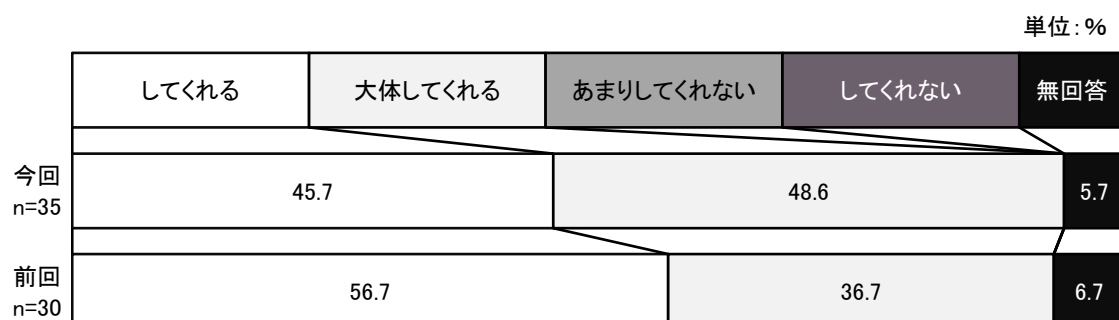 単位：%
してくれる 大体してくれる あまりしてくれない してくれない 無回答
今回
n=35
45.7 48.6 5.7
前回
n=30
56.7 36.7 6.7